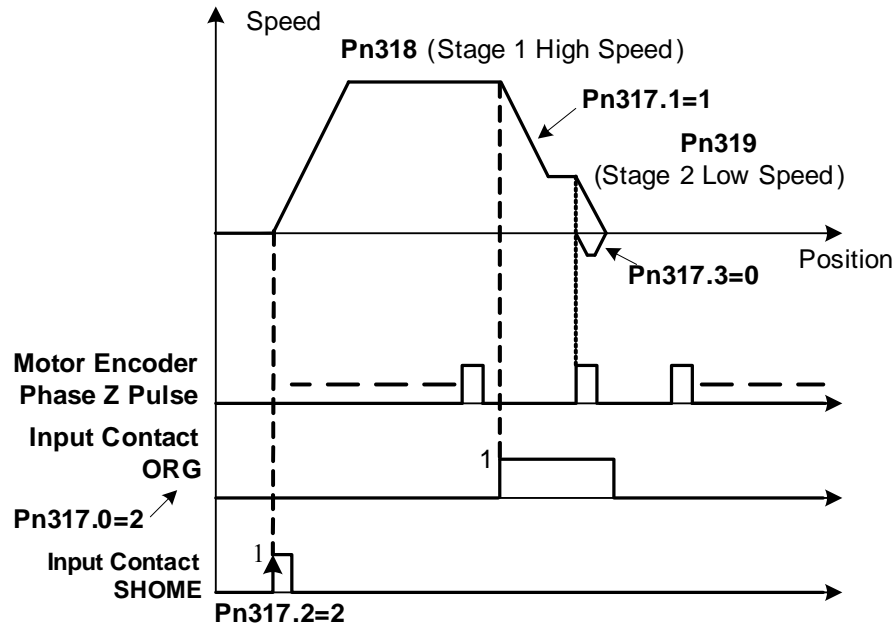 Speed
Pn318 (Stage 1 High Speed)
Pn317.1=1
Pn319
(Stage 2 Low Speed)
Position
Pn317.3=0
Motor Encoder
Phase Z Pulse
Input Contact
ORG
1
Pn317.0=2
Input Contact
SHOME
1
Pn317.2=2